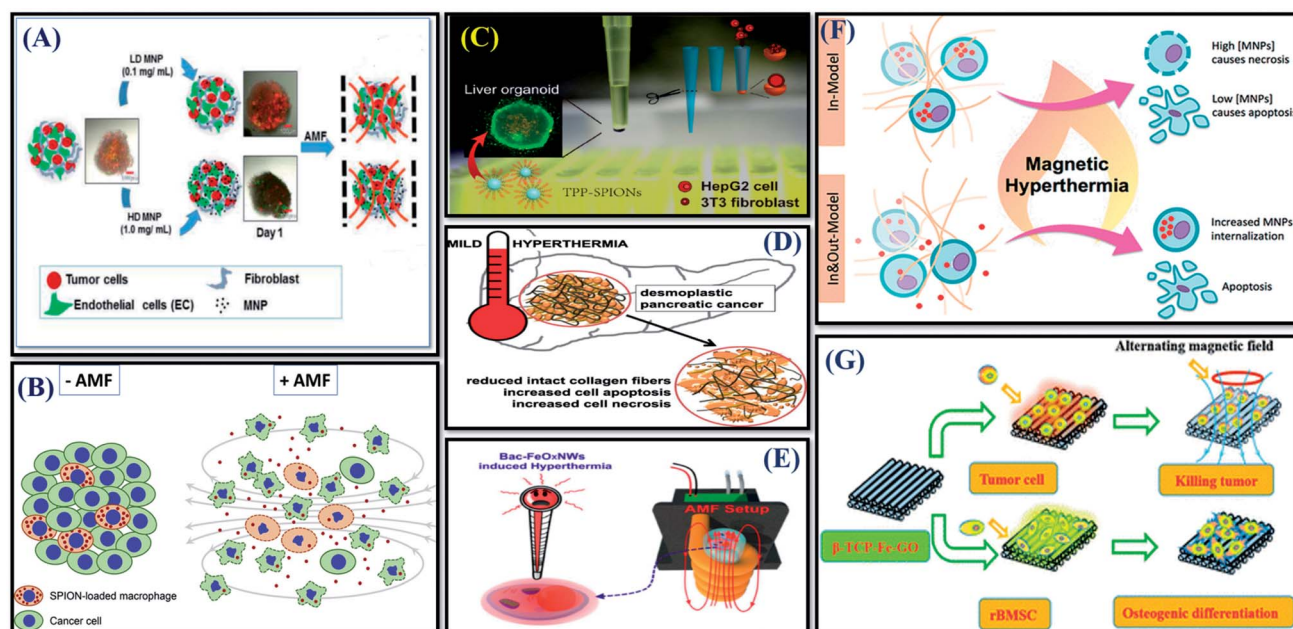 (A)
LD MNP
(0.1 mg/ mL)
AMF
HD MNP
(1.0 mg/ mL)
Day 1
Tumor cells
Fibroblast
Endothelial cells (EC)
MNP
(B)
- AMF
+ AMF
SPION-loaded macrophage
Cancer cell
(C)
Liver organoid
TPP-SPIONs
HepG2 cell
3T3 fibroblast
(D)
MILD HYPERTHERMIA
desmoplastic
pancreatic cancer
reduced intact collagen fibers
increased cell apoptosis
increased cell necrosis
(E)
Bac-FeOxNWs
induced Hyperthermia
AMF Setup
(F)
In-Model
High [MNPs]
causes necrosis
Low [MNPs]
causes apoptosis
Magnetic
Hyperthermia
In&Out-Model
Increased MNPs
internalization
Apoptosis
(G)
Alternating magnetic field
Tumor cell
Killing tumor
β-TCP-Fe-GO
rBMSC
Osteogenic differentiation